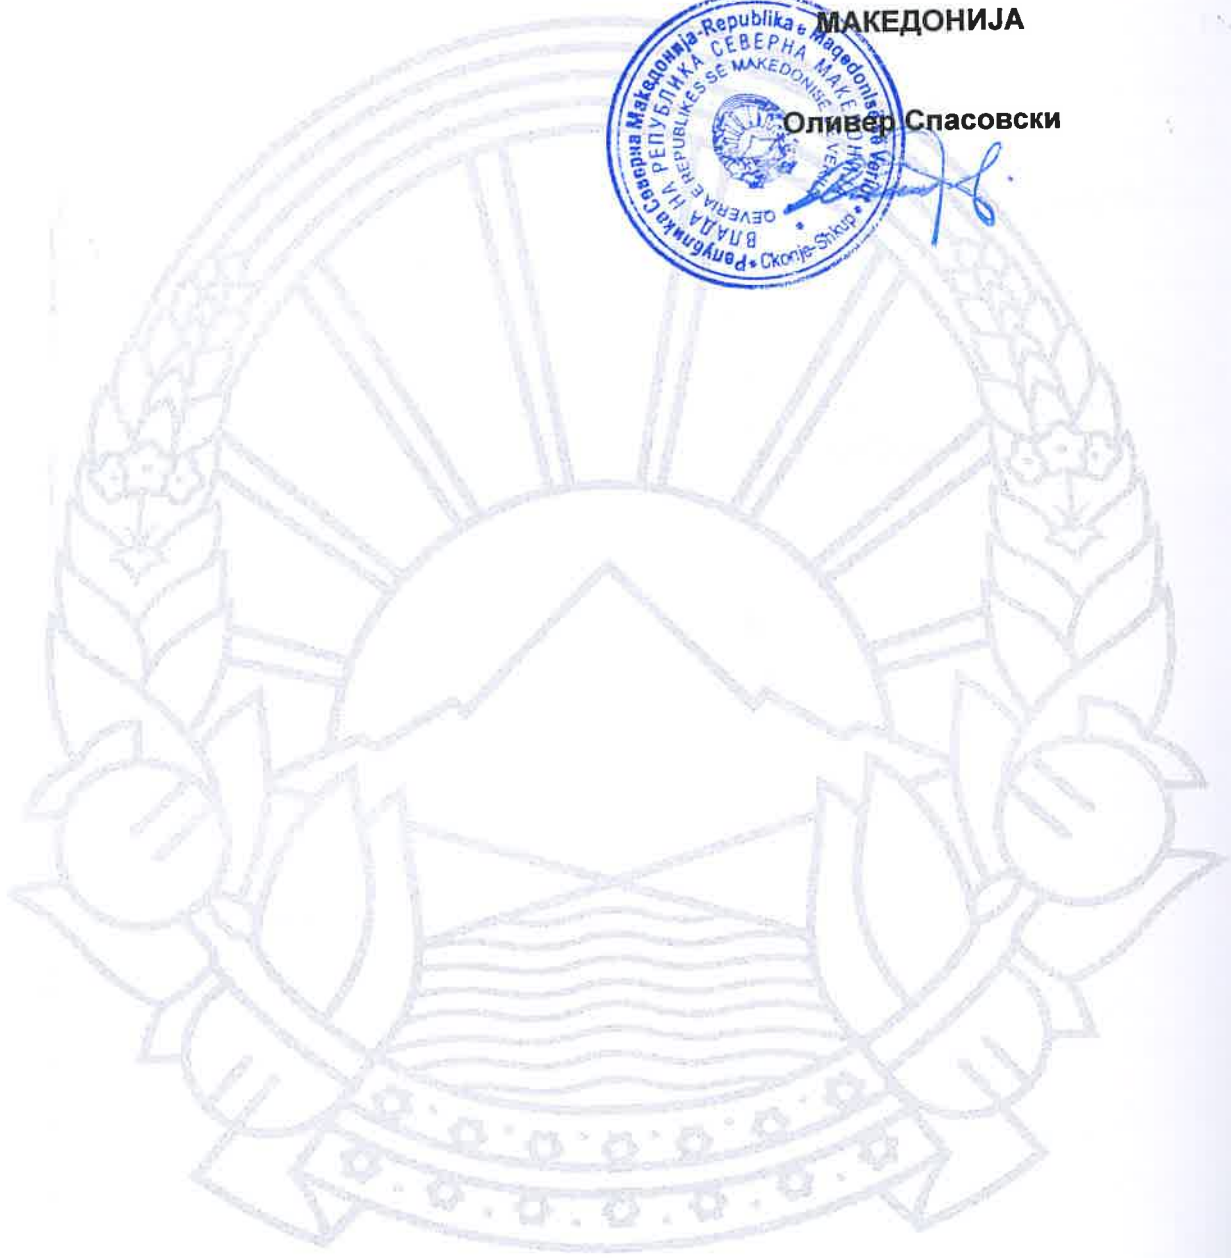 МАКЕДОНИЈА
Оливер Спасовски
Република Северна Македонија-Republika e Maqedonisë së Veriut • Скопје-Shkup •
ВЛАДА НА РЕПУБЛИКА СЕВЕРНА МАКЕДОНИЈА
QEVERIA E REPUBLIKËS SË MAKEDONISË SË VERIUT